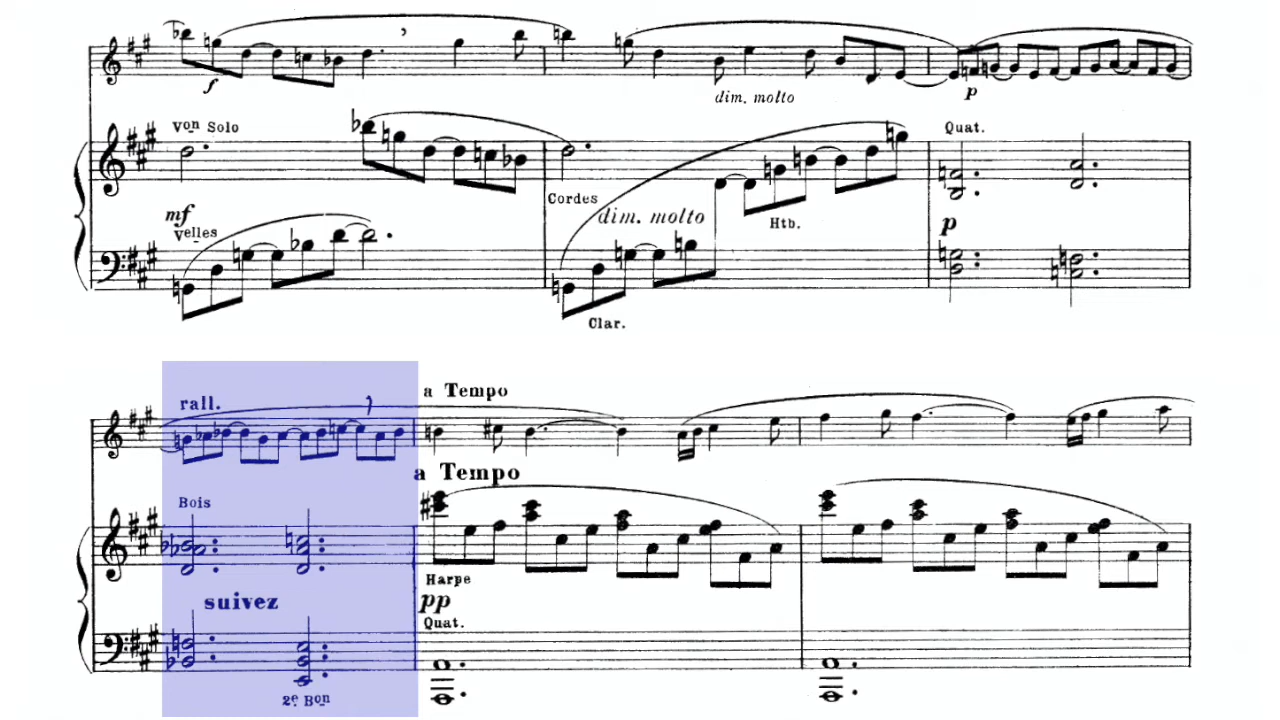 f
dim. molto
p
Von Solo
Quat.
Cordes
mf
dim. molto
p
Velles
Htb.
Clar.
a Tempo
rall.
a Tempo
Bois
Harpe
suivez
pp
Quat.
2e Bon